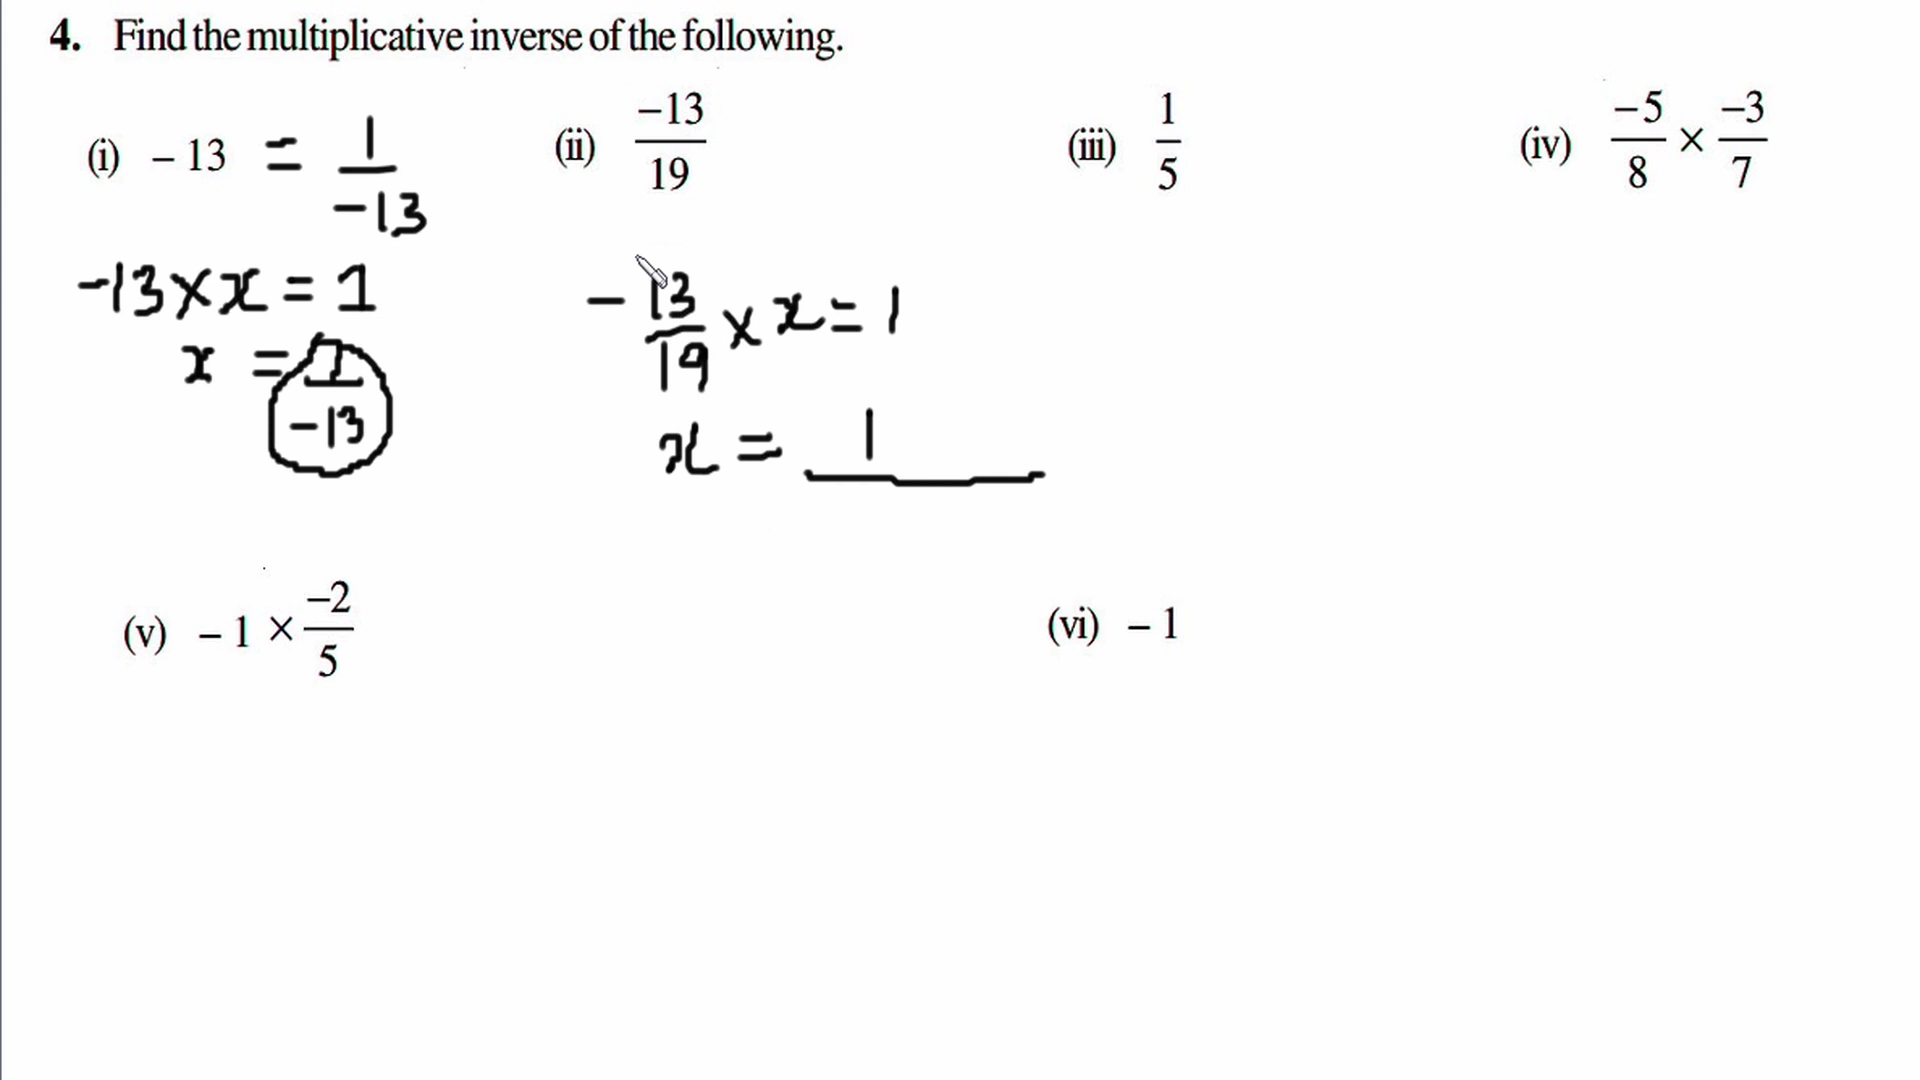 4. Find the multiplicative inverse of the following.
(i) – 13 = 1/-13
(ii) –13/19
(iii) 1/5
(iv) –5/8 × –3/7
-13 × x = 1
x = 1/-13
-13/19 × x = 1
x = 1/
(v) – 1 × –2/5
(vi) – 1